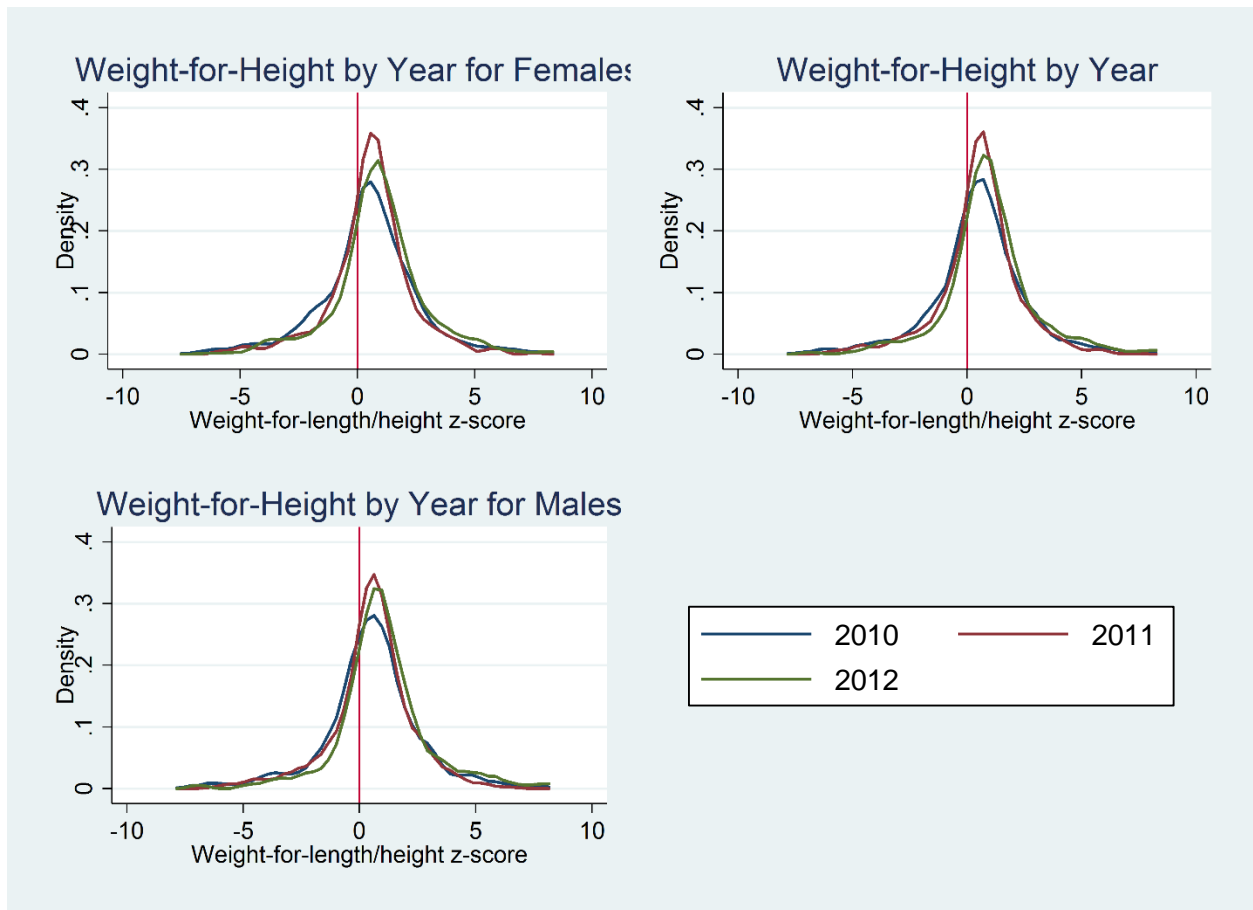 Weight-for-Height by Year for Females
Density
.4
.3
.2
.1
0
-10 -5 0 5 10
Weight-for-length/height z-score
Weight-for-Height by Year
Density
.4
.3
.2
.1
0
-10 -5 0 5 10
Weight-for-length/height z-score
Weight-for-Height by Year for Males
Density
.4
.3
.2
.1
0
-10 -5 0 5 10
Weight-for-length/height z-score
2010 2011
2012